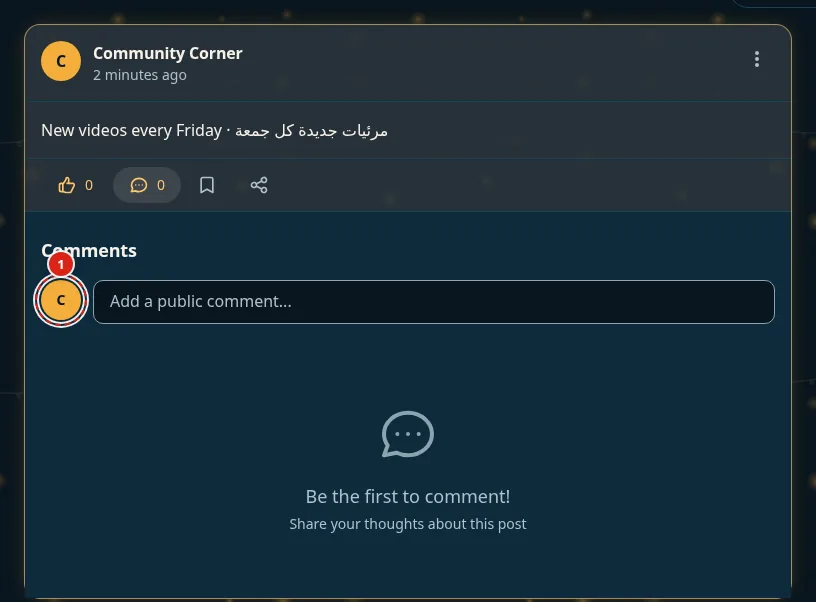 C
Community Corner
2 minutes ago
New videos every Friday · مرئيات جديدة كل جمعة
0
0
Comments
1
C
Add a public comment...
Be the first to comment!
Share your thoughts about this post